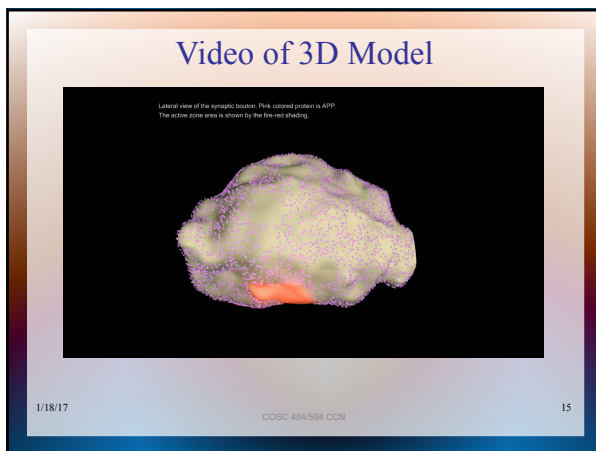 Video of 3D Model
Lateral view of the synaptic bouton. Pink colored protein is APP.
The active zone area is shown by the fire-red shading.
1/18/17
COSC 494/594 CCN
15